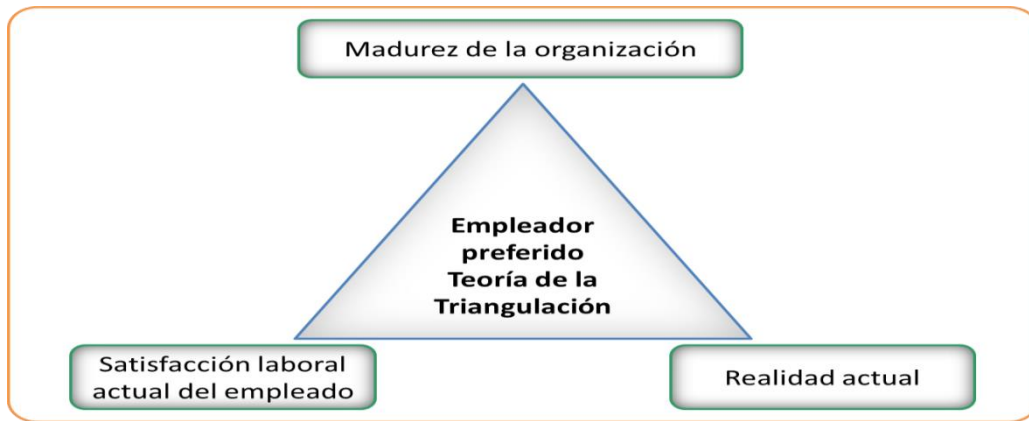 Madurez de la organización
Empleador
preferido
Teoría de la
Triangulación
Satisfacción laboral
actual del empleado
Realidad actual